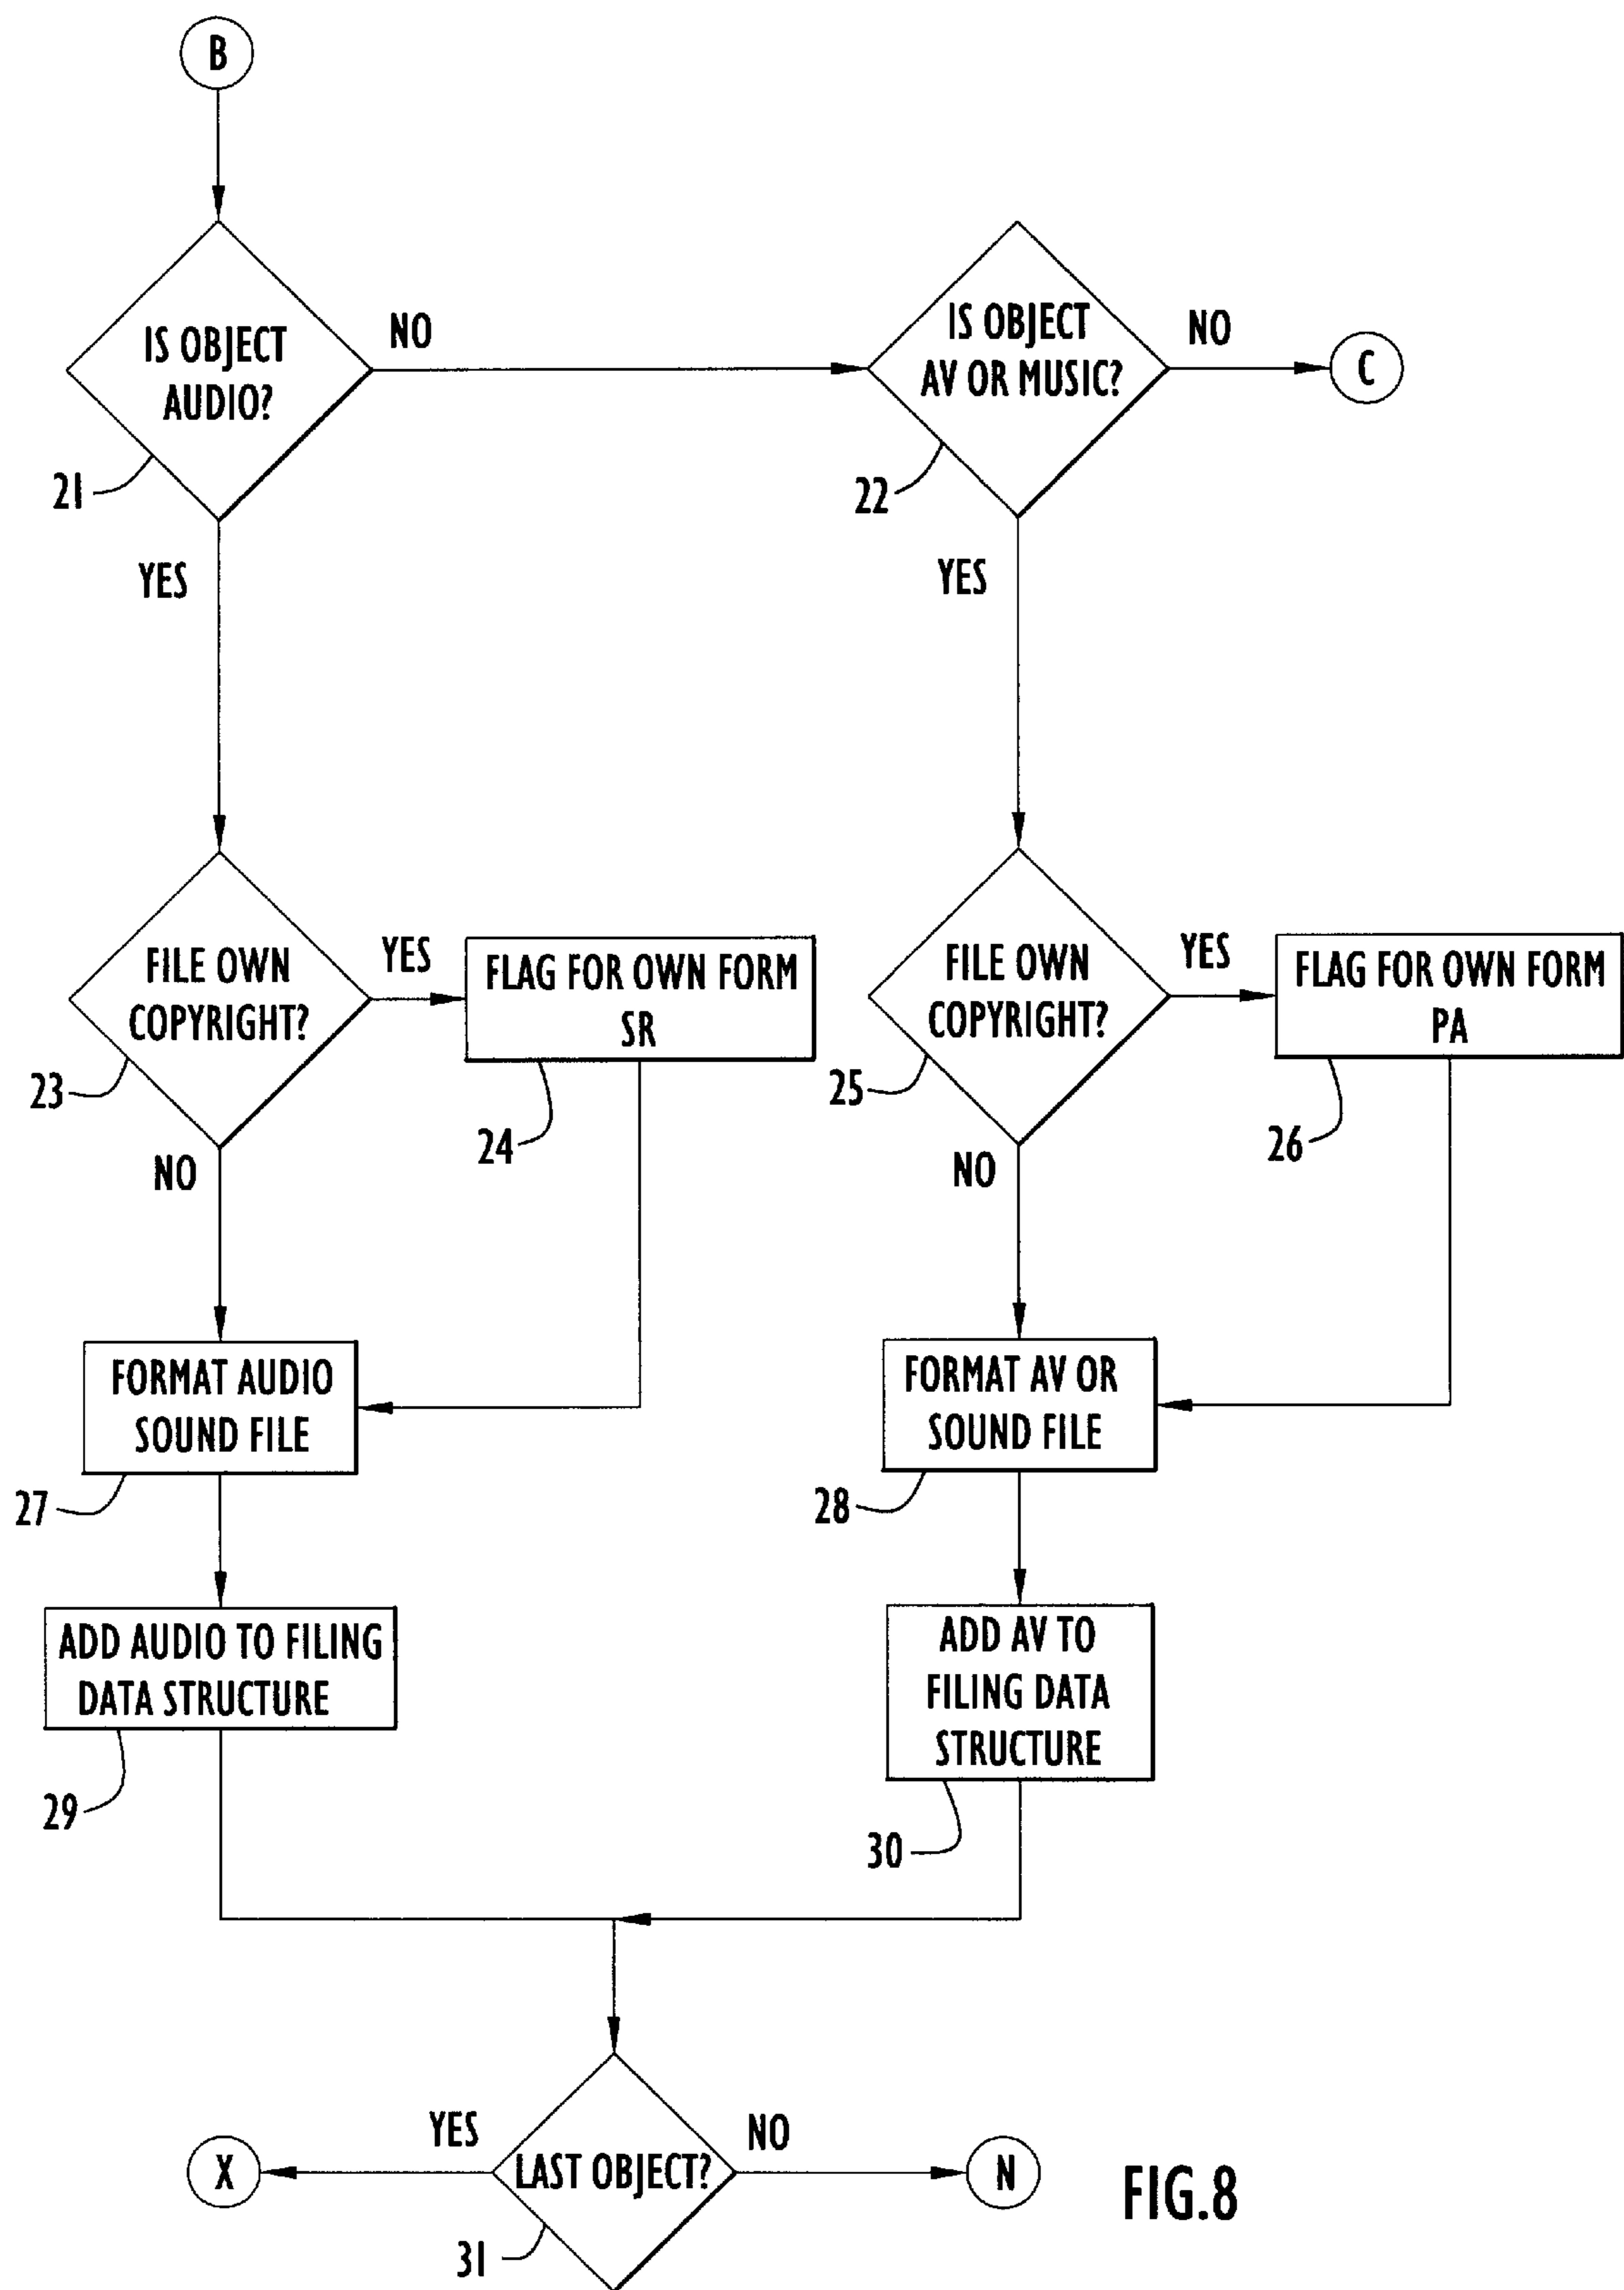 B
IS OBJECT
AUDIO?
NO
21
YES
IS OBJECT
AV OR MUSIC?
NO
C
22
YES
FILE OWN
COPYRIGHT?
YES
23
NO
FLAG FOR OWN FORM
SR
24
FILE OWN
COPYRIGHT?
YES
25
NO
FLAG FOR OWN FORM
PA
26
FORMAT AUDIO
SOUND FILE
27
FORMAT AV OR
SOUND FILE
28
ADD AUDIO TO FILING
DATA STRUCTURE
29
ADD AV TO
FILING DATA
STRUCTURE
30
YES
NO
X
LAST OBJECT?
N
31
FIG.8